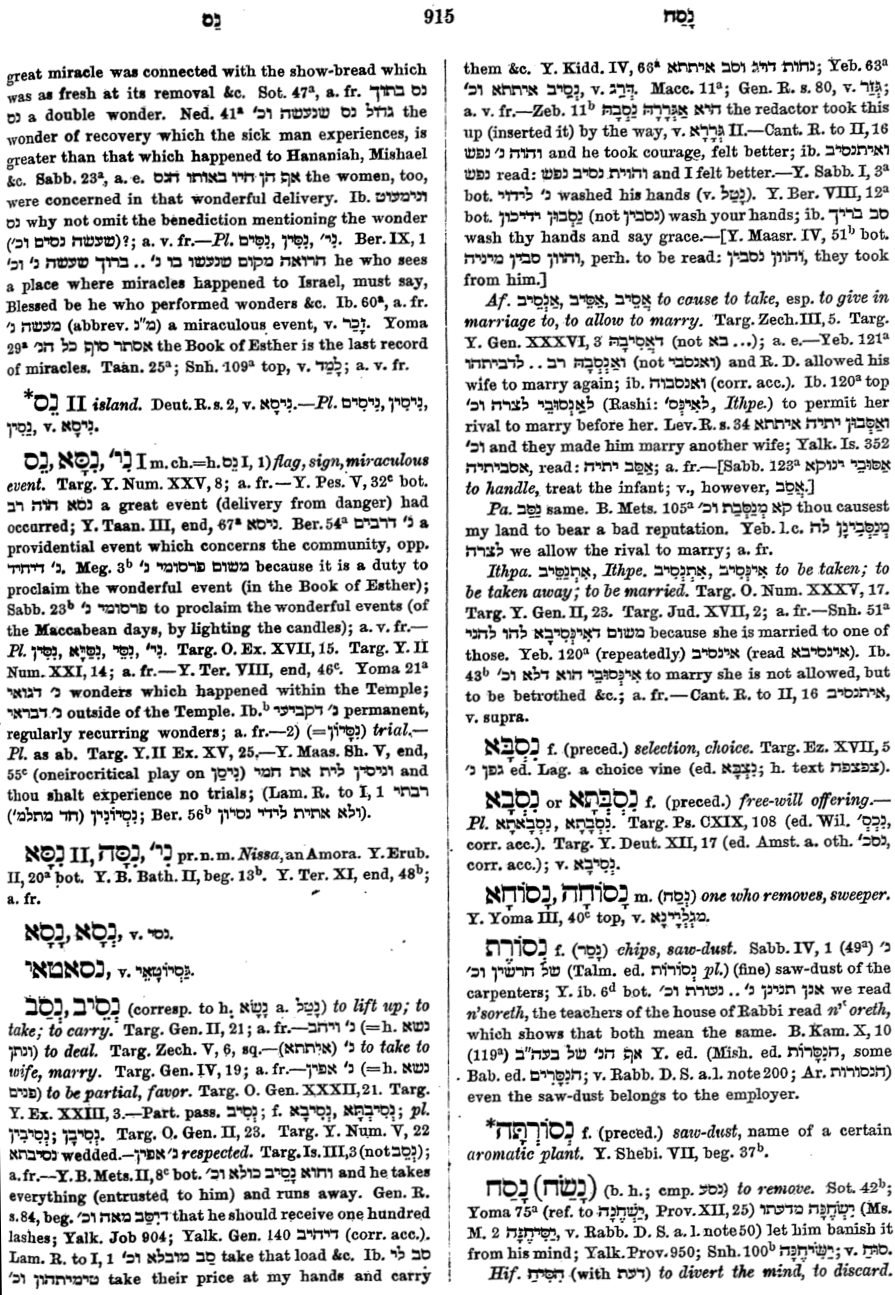 נֵס 915 נָסַח
great miracle was connected with the show-bread which
was as fresh at its removal &c. Sot. 47ᵃ, a. fr. נס בתוך
נס a double wonder. Ned. 41ᵃ גדול נס שנעשה וכ׳ the
wonder of recovery which the sick man experiences, is
greater than that which happened to Hananiah, Mishael
&c. Sabb. 23ᵃ, a. e. אף הן היו באותו הנס the women, too,
were concerned in that wonderful delivery. Ib. ונימעוט
נס why not omit the benediction mentioning the wonder
(שעשה נסים וכ׳)?; a. v. fr.—Pl. נִסִּים, נִסִּין, נִי׳. Ber. IX, 1
הרואה מקום שנעשו בו נ׳ .. ברוך שעשה נ׳ וכ׳ he who sees
a place where miracles happened to Israel, must say,
Blessed be he who performed wonders &c. Ib. 60ᵃ, a. fr.
מעשה נ׳ (abbrev. מ״נ) a miraculous event, v. זָכַר. Yoma
29ᵃ אסתר סוף כל הנ׳ the Book of Esther is the last record
of miracles. Taan. 25ᵃ; Snh. 109ᵃ top, v. לָמַד; a. v. fr.
*נֵס II island. Deut. R. s. 2, v. נִיסָא.—Pl. נִיסִים, נִיסִין,
נֵסִין, v. נִיסָא.
נֵס, נִסָּא, נִי׳ I m. ch.=h. נֵס I, 1) flag, sign, miraculous
event. Targ. Y. Num. XXV, 8; a. fr.—Y. Pes. V, 32ᶜ bot.
נסא הוה רב a great event (delivery from danger) had
occurred; Y. Taan. III, end, 67ᵃ ניסא. Ber. 54ᵃ נ׳ דרבים a
providential event which concerns the community, opp.
נ׳ דיחיד. Meg. 3ᵇ משום פרסומי נ׳ because it is a duty to
proclaim the wonderful event (in the Book of Esther);
Sabb. 23ᵇ פרסומי נ׳ to proclaim the wonderful events (of
the Maccabean days, by lighting the candles); a. v. fr.—
Pl. נִסִּין, נִסַּיָּא, נִסֵּי, נִי׳. Targ. O. Ex. XVII, 15. Targ. Y. II
Num. XXI, 14; a. fr.—Y. Ter. VIII, end, 46ᶜ. Yoma 21ᵃ
נ׳ דגואי wonders which happened within the Temple;
נ׳ דבראי outside of the Temple. Ib.ᵇ נ׳ דקביעי permanent,
regularly recurring wonders; a. fr.—2) (=נִסָּיוֹן) trial.—
Pl. as ab. Targ. Y. II Ex. XV, 25.—Y. Maas. Sh. V, end,
55ᶜ (oneirocritical play on נִיסָן) וניסין לית את חמי and
thou shalt experience no trials; (Lam. R. to I, 1 רבתי
(חד מתלמ׳) נִסְיוֹנִין; Ber. 56ᵇ ולא אתית לידי נסיון).
נִסָּא II, נִסָּה, נִי׳ pr. n. m. Nissa, an Amora. Y. Erub.
II, 20ᵃ bot. Y. B. Bath. II, beg. 13ᵇ. Y. Ter. XI, end, 48ᵇ;
a. fr.
נְסָא, נָסָא, v. נסי.
נסאטאי, v. גַּסְיוֹטָאֵי.
נְסַב, נְסֵיב (corresp. to h. נָשָׂא a. נָטַל) to lift up; to
take; to carry. Targ. Gen. II, 21; a. fr.—נ׳ ויהב (=h. נשא
ונתן) to deal. Targ. Zech. V, 6, sq.—נ׳ (אִתְּתָא) to take to
wife, marry. Targ. Gen. IV, 19; a. fr.—נ׳ אפין (=h. נשא
פנים) to be partial, favor. Targ. O. Gen. XXXII, 21. Targ.
Y. Ex. XXIII, 3.—Part. pass. נְסִיב; f. נְסִיבָא, נְסִיבְתָּא; pl.
נְסִיבִין; נְסִיבָן. Targ. O. Gen. II, 23. Targ. Y. Num. V, 22
נסיבתא wedded.—נ׳ אפין respected. Targ. Is. III, 3 (not נְסֵב);
a. fr.—Y. B. Mets. II, 8ᶜ bot. והוא נסיב כולא וכ׳ and he takes
everything (entrusted to him) and runs away. Gen. R.
s. 84, beg. דיסב מאה וכ׳ that he should receive one hundred
lashes; Yalk. Job 904; Yalk. Gen. 140 דיהיב (corr. acc.).
Lam. R. to I, 1 סב מובלא וכ׳ take that load &c. Ib. סב לי
טימיתהון וכ׳ take their price at my hands and carry
them &c. Y. Kidd. IV, 66ᵃ נחות דרג וסב איתתא; Yeb. 63ᵃ
נְסֵיב איתתא וכ׳, v. דַּרְגָּ. Macc. 11ᵃ; Gen. R. s. 80, v. גְּזַר;
a. v. fr.—Zeb. 11ᵇ היא אַגְרָרָהּ נָסְבָהּ the redactor took this
up (inserted it) by the way, v. גְּרָרָא II.—Cant. R. to II, 16
והוה נ׳ נפש and he took courage, felt better; ib. ואיתנסיב
נפש read: והוית נסיב נפש and I felt better.—Y. Sabb. I, 3ᵃ
bot. נ׳ לידוי washed his hands (v. נְטַל). Y. Ber. VIII, 12ᵃ
bot. נַסְבוּן ידיכון (not נסבין) wash your hands; ib. סב בריך
wash thy hands and say grace.—[Y. Maasr. IV, 51ᵇ bot.
והוון סבין מיניה, perh. to be read: והוון נסבין, they took
from him.]
Af. אַנְסֵיב, אַסֵּיב, אַסֵיב to cause to take, esp. to give in
marriage to, to allow to marry. Targ. Zech. III, 5. Targ.
Y. Gen. XXXVI, 3 דאַסִיבָהּ (not בא ...); a. e.—Yeb. 121ᵃ
ואַנְסְבָהּ רב .. לדביתהו (not ואנסבי) and R. D. allowed his
wife to marry again; ib. ואנסבוה (corr. acc.). Ib. 120ᵃ top
לאַנְסוּבֵי לצרה וכ׳ (Rashi: לאִינְּס׳, Ithpe.) to permit her
rival to marry before her. Lev. R. s. 34 ואַסְּבוּן יתיה איתתא
וכ׳ and they made him marry another wife; Yalk. Is. 352
אסביתיה, read: אַסֵּב יתיה; a. fr.—[Sabb. 123ᵃ אַסּוּבֵי ינוקא
to handle, treat the infant; v., however, אֲסַב.]
Pa. נַסֵּב same. B. Mets. 105ᵃ קא מְנַסְּבַת וכ׳ thou causest
my land to bear a bad reputation. Yeb. l. c. מְנַסְּבִינַן לה
לצרה we allow the rival to marry; a. fr.
Ithpa. אִתְנַסֵּיב, Ithpe. אִתְנְסֵיב, אִינְּסֵיב to be taken; to
be taken away; to be married. Targ. O. Num. XXXV, 17.
Targ. Y. Gen. II, 23. Targ. Jud. XVII, 2; a. fr.—Snh. 51ᵃ
משום דאִינְּסִיבָא להו להני because she is married to one of
those. Yeb. 120ᵃ (repeatedly) אינסיב (read אינסיבא). Ib.
43ᵇ אִינְּסוּבֵי הוא דלא וכ׳ to marry she is not allowed, but
to be betrothed &c.; a. fr.—Cant. R. to II, 16 איתנסיב,
v. supra.
נִסְבָּא f. (preced.) selection, choice. Targ. Ez. XVII, 5
גפן נ׳ ed. Lag. a choice vine (ed. נִצְבָּא; h. text צפצפה).
נִסְבָא or נִסְבְּתָא f. (preced.) free-will offering.—
Pl. נִסְבָתָא, נִסְבָאתָא. Targ. Ps. CXIX, 108 (ed. Wil. נִכְס׳,
corr. acc.). Targ. Y. Deut. XII, 17 (ed. Amst. a. oth. נסכ׳,
corr. acc.); v. נְסִיבָא.
נָסוֹחָה, נָסוֹחָא m. (נְסַח) one who removes, sweeper.
Y. Yoma III, 40ᶜ top, v. מַגְלְיָינָא.
נְסוֹרֶת f. (נָסַר) chips, saw-dust. Sabb. IV, 1 (49ᵃ) נ׳
של חרשין וכ׳ (Talm. ed. נְסוֹרוֹת pl.) (fine) saw-dust of the
carpenters; Y. ib. 6ᵈ bot. אנן תנינן נ׳ .. נעורת וכ׳ we read
n'soreth, the teachers of the house of Rabbi read nʿoreth,
which shows that both mean the same. B. Kam. X, 10
(119ᵃ) אף הנ׳ של בעה״ב Y. ed. (Mish. ed. הנְסָרוֹת, some
Bab. ed. הנְסָרִים; v. Rabb. D. S. a. l. note 200; Ar. הנסורות)
even the saw-dust belongs to the employer.
*נְסוֹרְתָּה f. (preced.) saw-dust, name of a certain
aromatic plant. Y. Shebi. VII, beg. 37ᵇ.
נָסַח (נָשַׂח) (b. h.; cmp. נסע) to remove. Sot. 42ᵇ;
Yoma 75ᵃ (ref. to יַשְׁחֶנָּה, Prov. XII, 25) יַשְׂחֶנָּה מדעתו (Ms.
M. 2 יַסִּיחֶנָּה, v. Rabb. D. S. a. l. note 50) let him banish it
from his mind; Yalk. Prov. 950; Snh. 100ᵇ יַשִּׂיחֶנָּה; v. סוּח.
Hif. הִסִּיחַ (with דעת) to divert the mind, to discard.